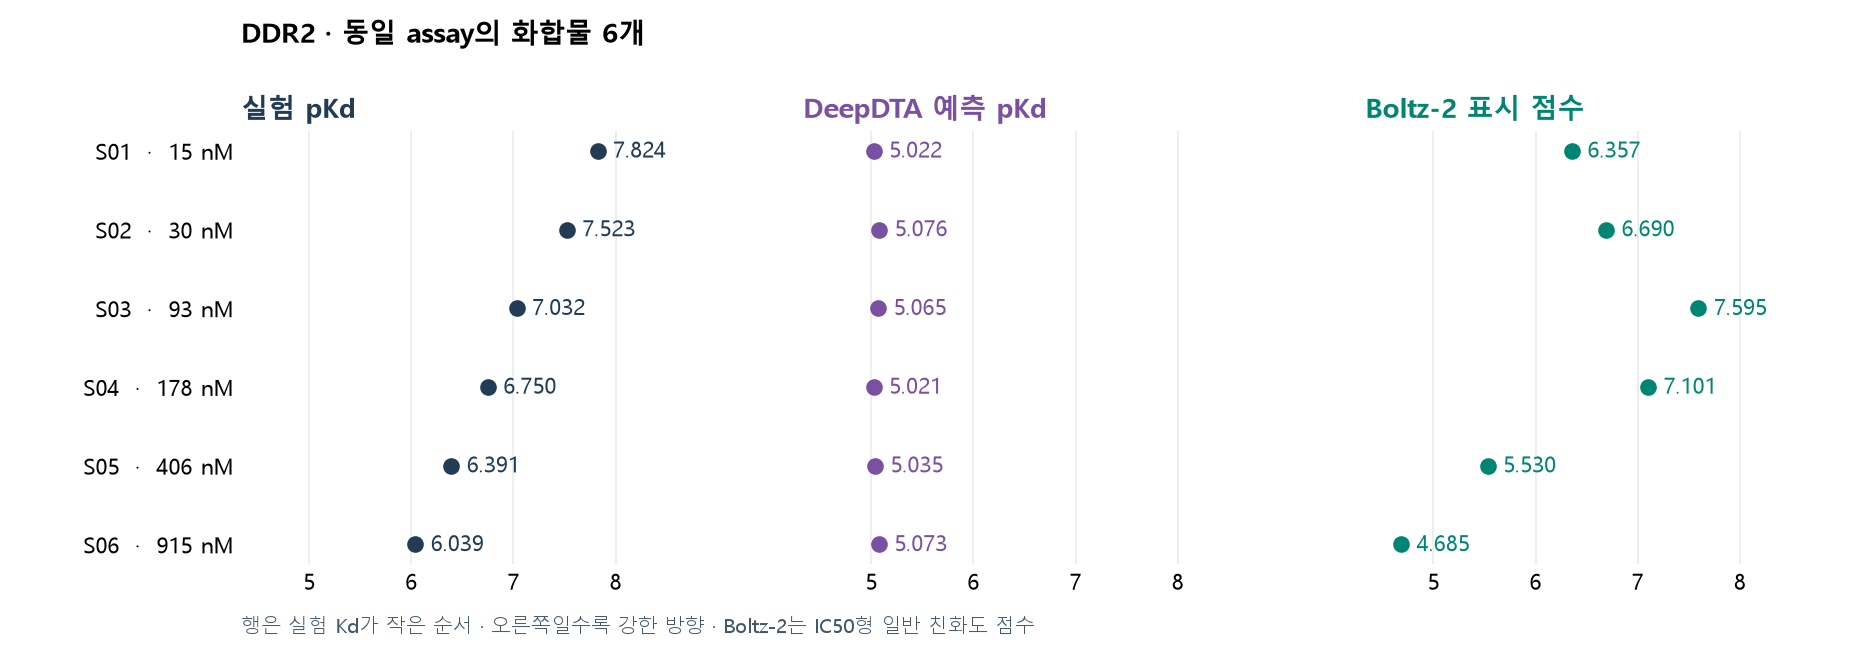 DDR2 · 동일 assay의 화합물 6개
실험 pKd
DeepDTA 예측 pKd
Boltz-2 표시 점수
S01 · 15 nM 7.824 5.022 6.357
S02 · 30 nM 7.523 5.076 6.690
S03 · 93 nM 7.032 5.065 7.595
S04 · 178 nM 6.750 5.021 7.101
S05 · 406 nM 6.391 5.035 5.530
S06 · 915 nM 6.039 5.073 4.685
5 6 7 8 5 6 7 8 5 6 7 8
행은 실험 Kd가 작은 순서 · 오른쪽일수록 강한 방향 · Boltz-2는 IC50형 일반 친화도 점수